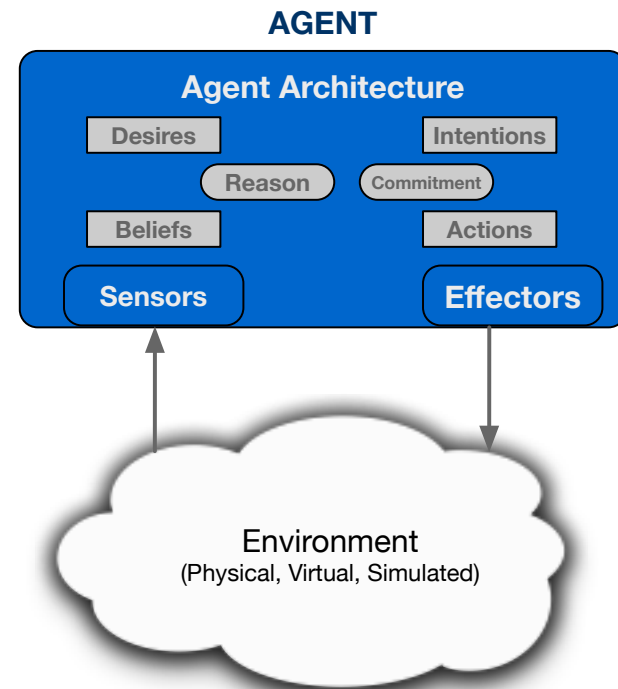 AGENT
Agent Architecture
Desires
Intentions
Reason
Commitment
Beliefs
Actions
Sensors
Effectors
Environment
(Physical, Virtual, Simulated)